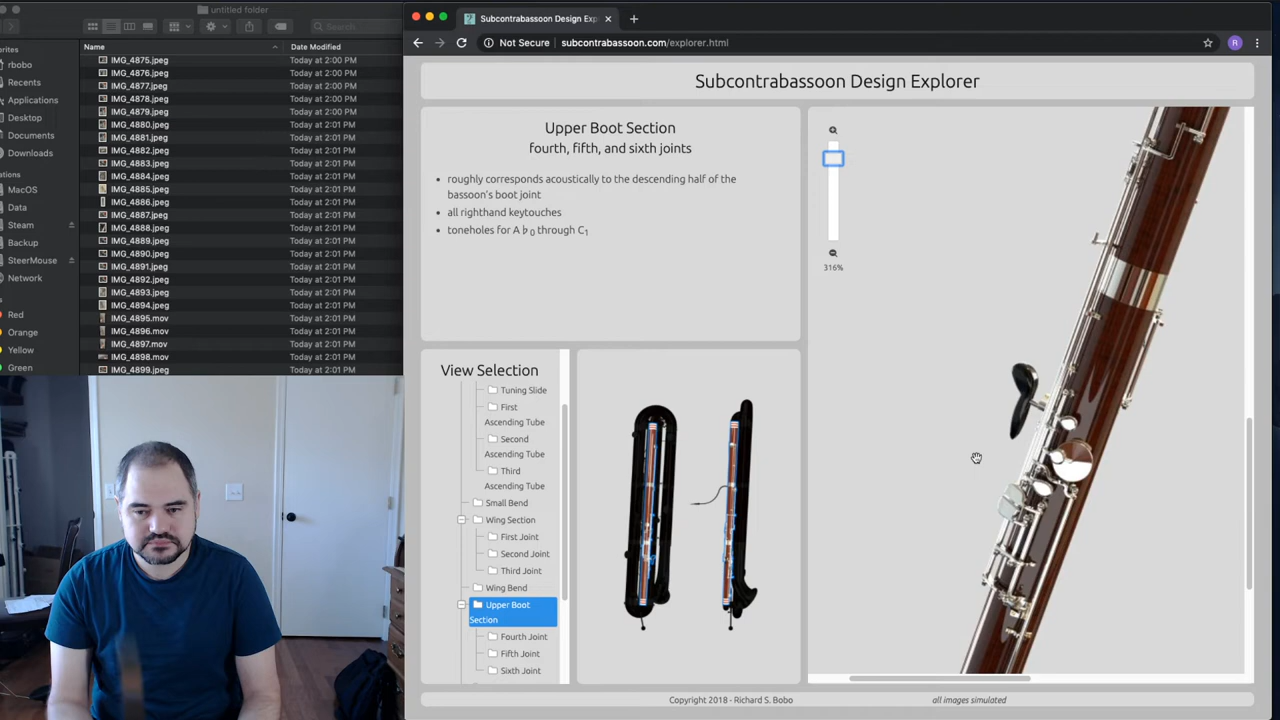 untitled folder
Search
Name
Date Modified
IMG_4875.jpeg Today at 2:00 PM
IMG_4876.jpeg Today at 2:00 PM
IMG_4877.jpeg Today at 2:00 PM
IMG_4878.jpeg Today at 2:00 PM
IMG_4879.jpeg Today at 2:00 PM
IMG_4880.jpeg Today at 2:01 PM
IMG_4881.jpeg Today at 2:01 PM
IMG_4882.jpeg Today at 2:01 PM
IMG_4883.jpeg Today at 2:01 PM
IMG_4884.jpeg Today at 2:01 PM
IMG_4885.jpeg Today at 2:01 PM
IMG_4886.jpeg Today at 2:01 PM
IMG_4887.jpeg Today at 2:01 PM
IMG_4888.jpeg Today at 2:01 PM
IMG_4889.jpeg Today at 2:01 PM
IMG_4890.jpeg Today at 2:01 PM
IMG_4891.jpeg Today at 2:01 PM
IMG_4892.jpeg Today at 2:01 PM
IMG_4893.jpeg Today at 2:01 PM
IMG_4894.jpeg Today at 2:01 PM
IMG_4895.mov Today at 2:01 PM
IMG_4896.mov Today at 2:01 PM
IMG_4897.mov Today at 2:01 PM
IMG_4898.mov Today at 2:01 PM
IMG_4899.jpeg Today at 2:01 PM
vorites
rbobo
Recents
Applications
Desktop
Documents
Downloads
ations
MacOS
Data
Steam
Backup
SteerMouse
Network
Red
Orange
Yellow
Green
Subcontrabassoon Design Exp
Not Secure
subcontrabassoon.com/explorer.html
R
Subcontrabassoon Design Explorer
Upper Boot Section
fourth, fifth, and sixth joints
• roughly corresponds acoustically to the descending half of the
bassoon's boot joint
• all righthand keytouches
• toneholes for A♭0 through C1
View Selection
Tuning Slide
First
Ascending Tube
Second
Ascending Tube
Third
Ascending Tube
Small Bend
Wing Section
First Joint
Second Joint
Third Joint
Wing Bend
Upper Boot
Section
Fourth Joint
Fifth Joint
Sixth Joint
316%
Copyright 2018 - Richard S. Bobo
all images simulated